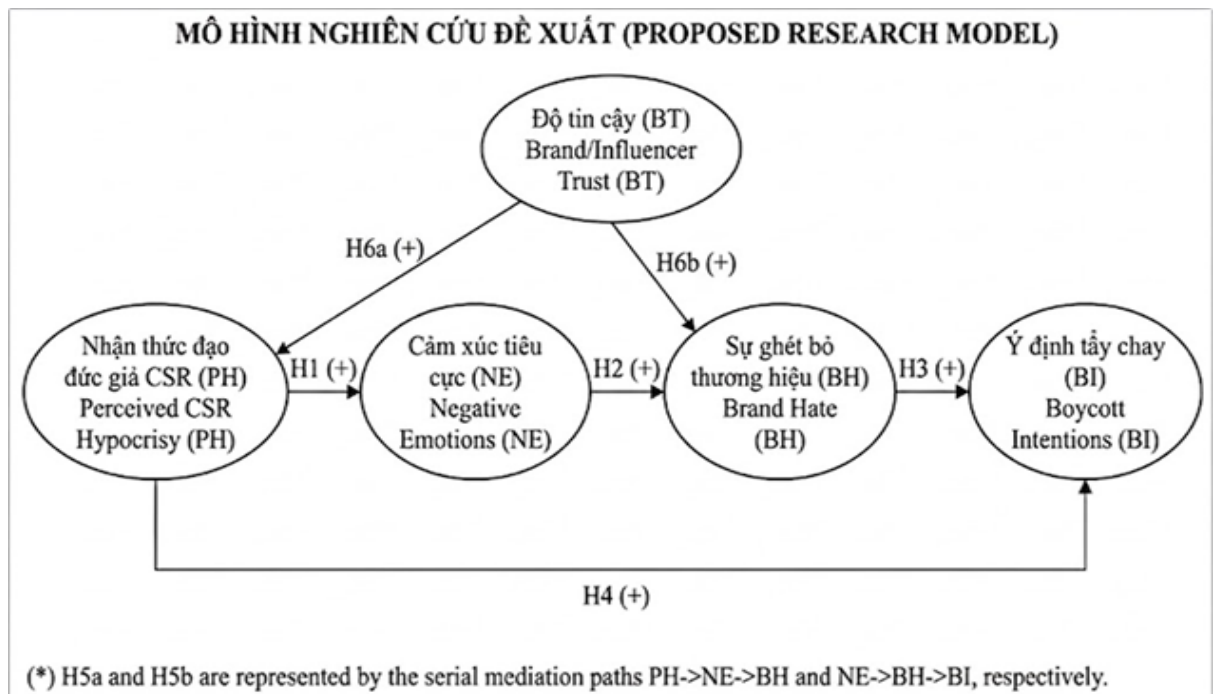 MÔ HÌNH NGHIÊN CỨU ĐỀ XUẤT (PROPOSED RESEARCH MODEL)
Độ tin cậy (BT)
Brand/Influencer
Trust (BT)
H6a (+)
H6b (+)
Nhận thức đạo
đức giả CSR (PH)
Perceived CSR
Hypocrisy (PH)
H1 (+)
Cảm xúc tiêu
cực (NE)
Negative
Emotions (NE)
H2 (+)
Sự ghét bỏ
thương hiệu (BH)
Brand Hate
(BH)
H3 (+)
Ý định tẩy chay
(BI)
Boycott
Intentions (BI)
H4 (+)
(*) H5a and H5b are represented by the serial mediation paths PH->NE->BH and NE->BH->BI, respectively.